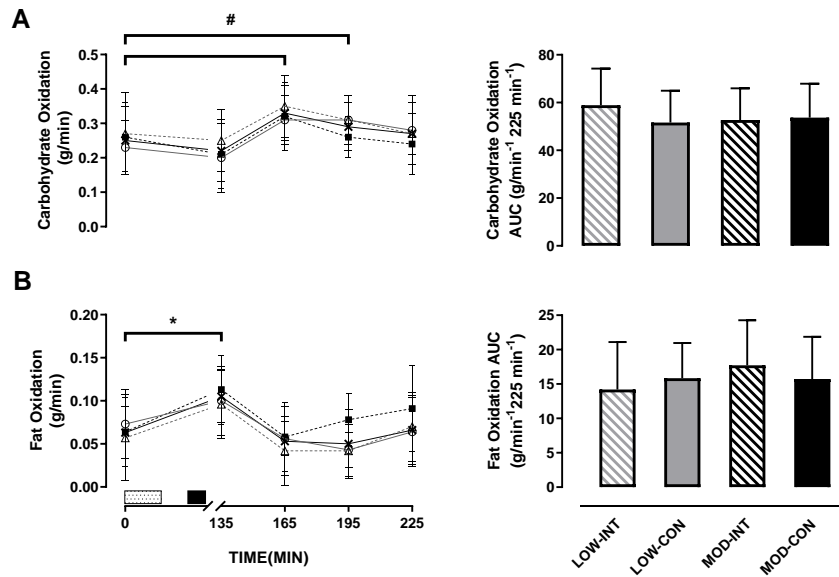 A
#
Carbohydrate Oxidation
(g/min)
0.5
0.4
0.3
0.2
0.1
0.0
Carbohydrate Oxidation
AUC (g/min⁻¹ 225 min⁻¹)
80
60
40
20
0
B
*
Fat Oxidation
(g/min)
0.20
0.15
0.10
0.05
0.00
0 135 165 195 225
TIME(MIN)
Fat Oxidation AUC
(g/min⁻¹225 min⁻¹)
25
20
15
10
5
0
LOW-INT
LOW-CON
MOD-INT
MOD-CON